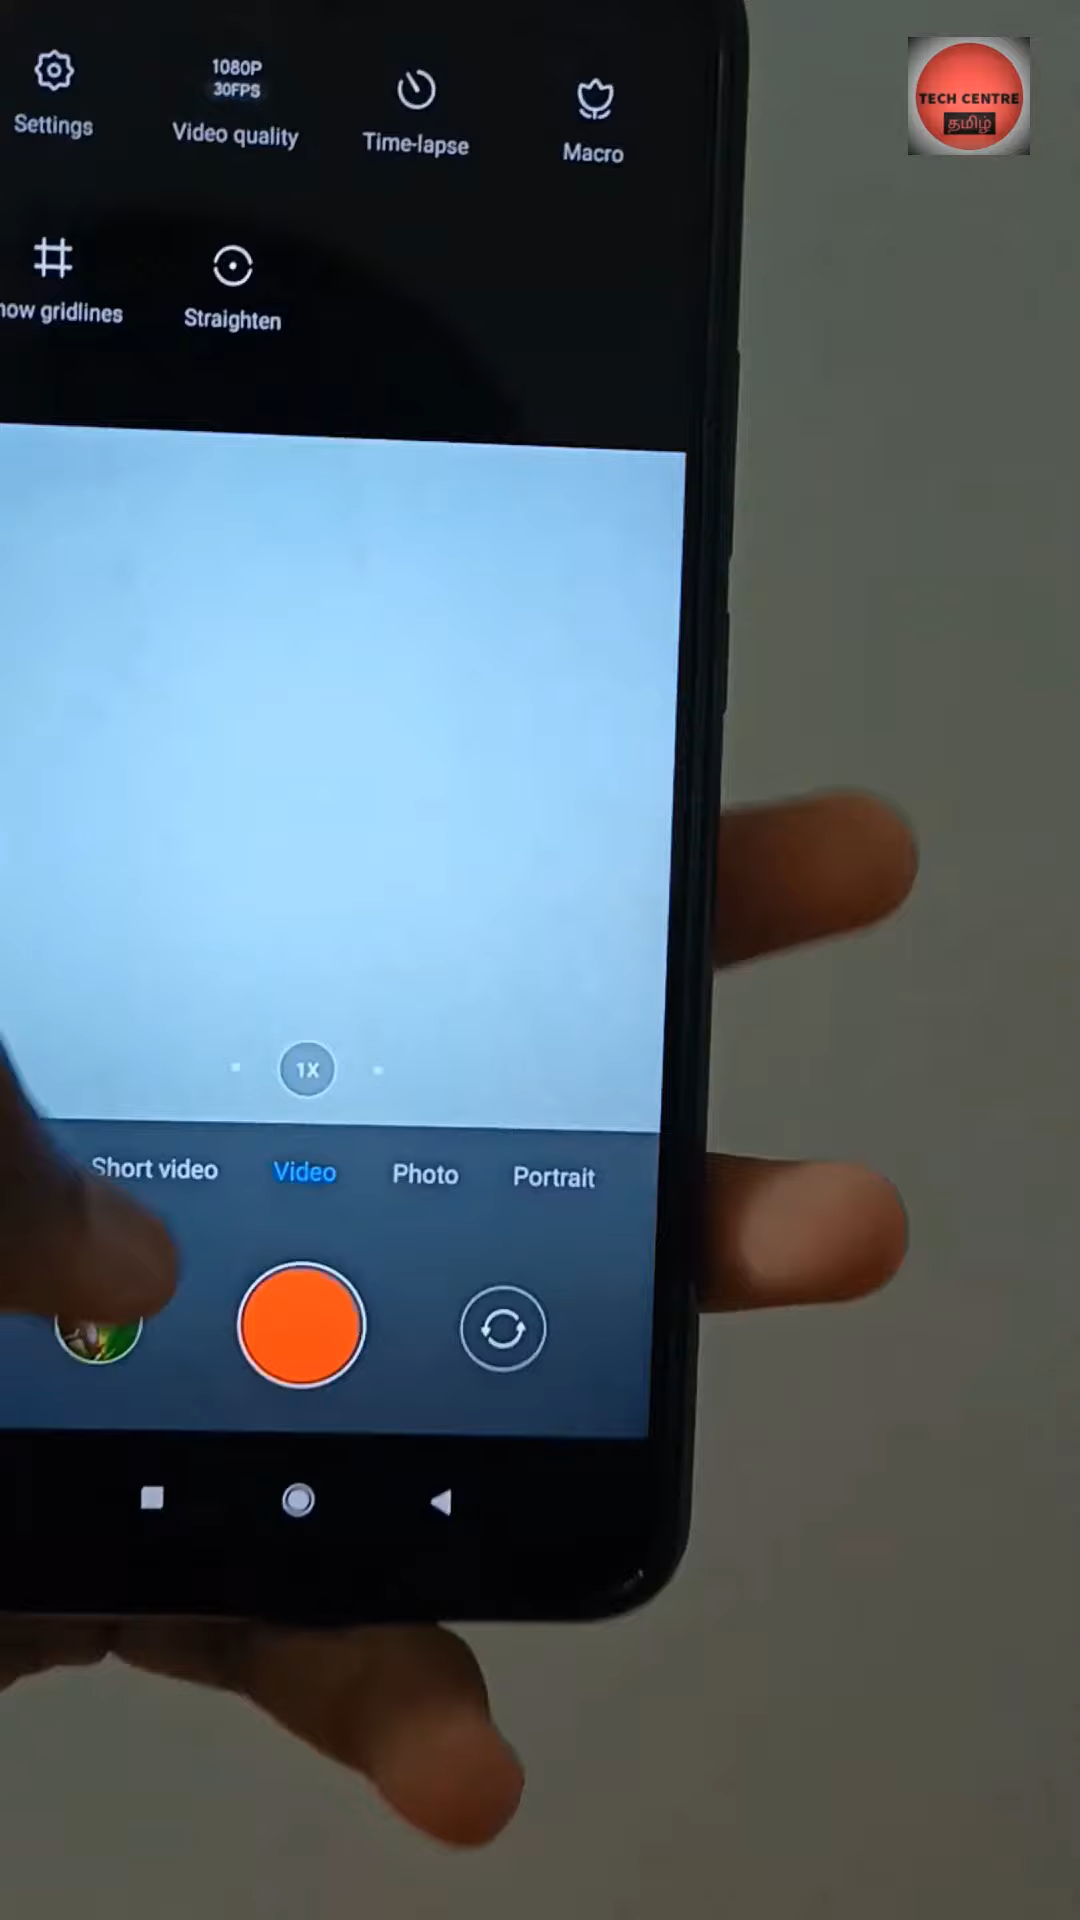 TECH CENTRE
தமிழ்
1080P
30FPS
Settings
Video quality
Time-lapse
Macro
how gridlines
Straighten
1X
Short video
Video
Photo
Portrait